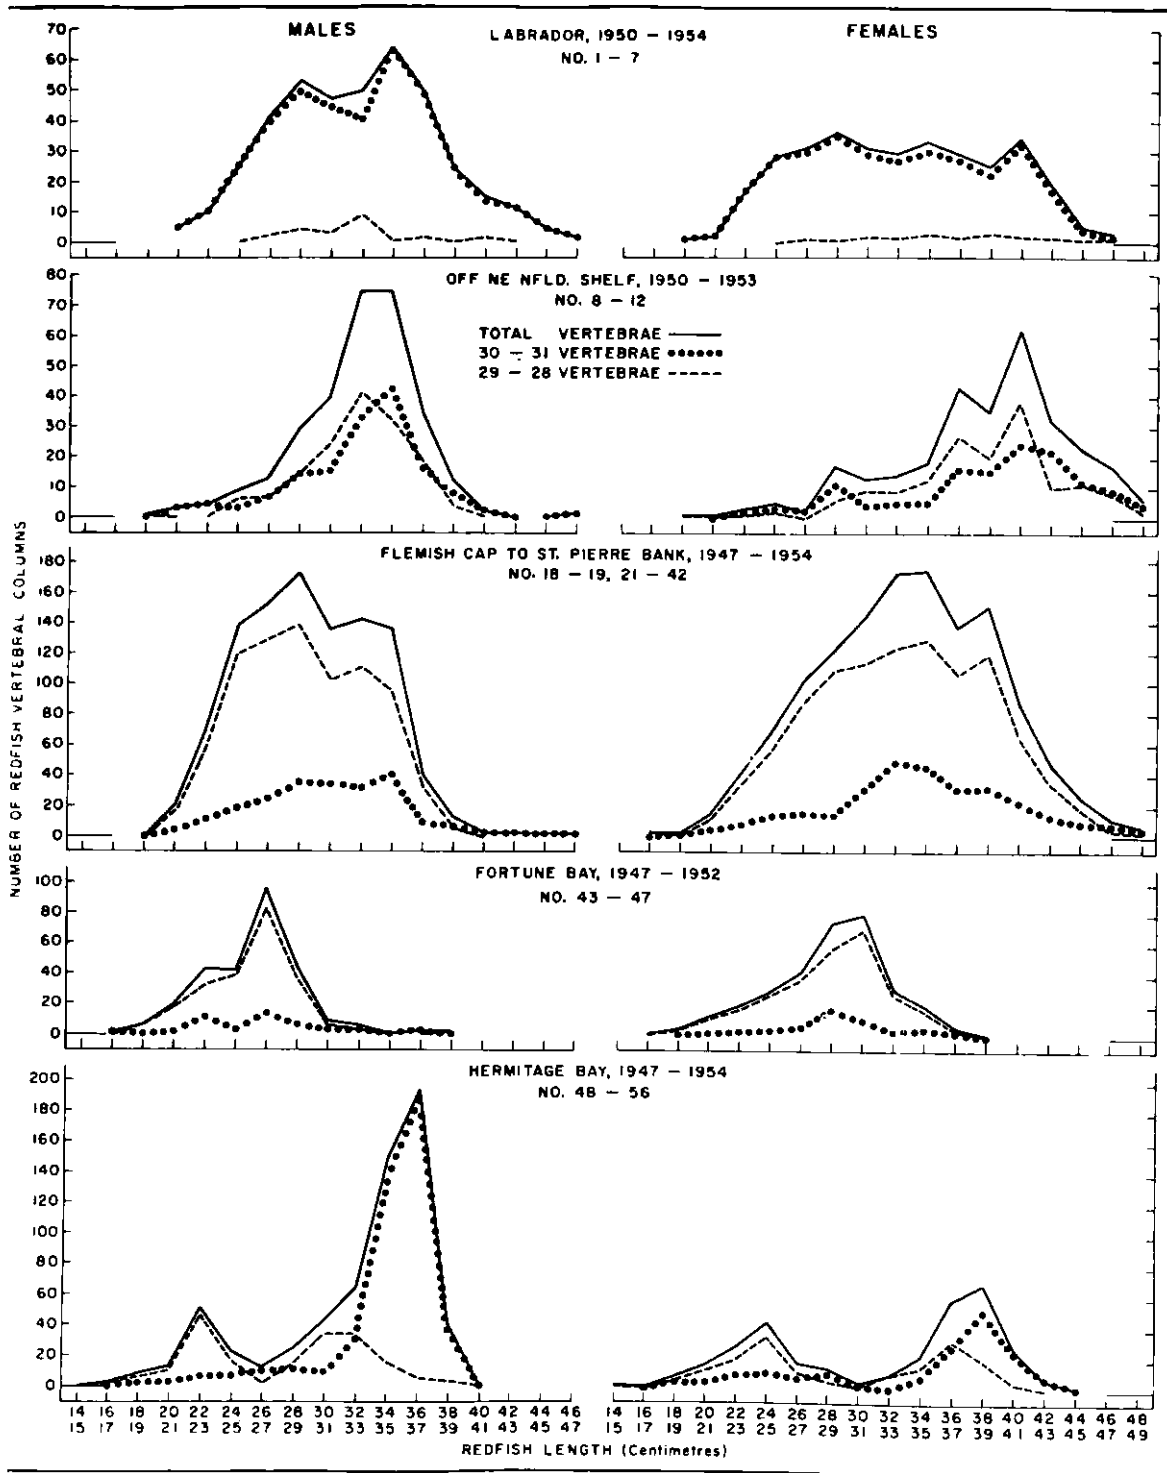 MALES
FEMALES
LABRADOR, 1950 – 1954
NO. 1 – 7
70
60
50
40
30
20
10
0
OFF NE NFLD. SHELF, 1950 – 1953
NO. 8 – 12
TOTAL VERTEBRAE
30 – 31 VERTEBRAE
29 – 28 VERTEBRAE
80
70
60
50
40
30
20
10
0
FLEMISH CAP TO ST. PIERRE BANK, 1947 – 1954
NO. 18 – 19, 21 – 42
180
160
140
120
100
80
60
40
20
0
FORTUNE BAY, 1947 – 1952
NO. 43 – 47
100
80
60
40
20
0
HERMITAGE BAY, 1947 – 1954
NO. 48 – 56
200
180
160
140
120
100
80
60
40
20
0
NUMBER OF REDFISH VERTEBRAL COLUMNS
14 16 18 20 22 24 26 28 30 32 34 36 38 40 42 44 46
15 17 19 21 23 25 27 29 31 33 35 37 39 41 43 45 47
14 16 18 20 22 24 26 28 30 32 34 36 38 40 42 44 46 48
15 17 19 21 23 25 27 29 31 33 35 37 39 41 43 45 47 49
REDFISH LENGTH (Centimetres)